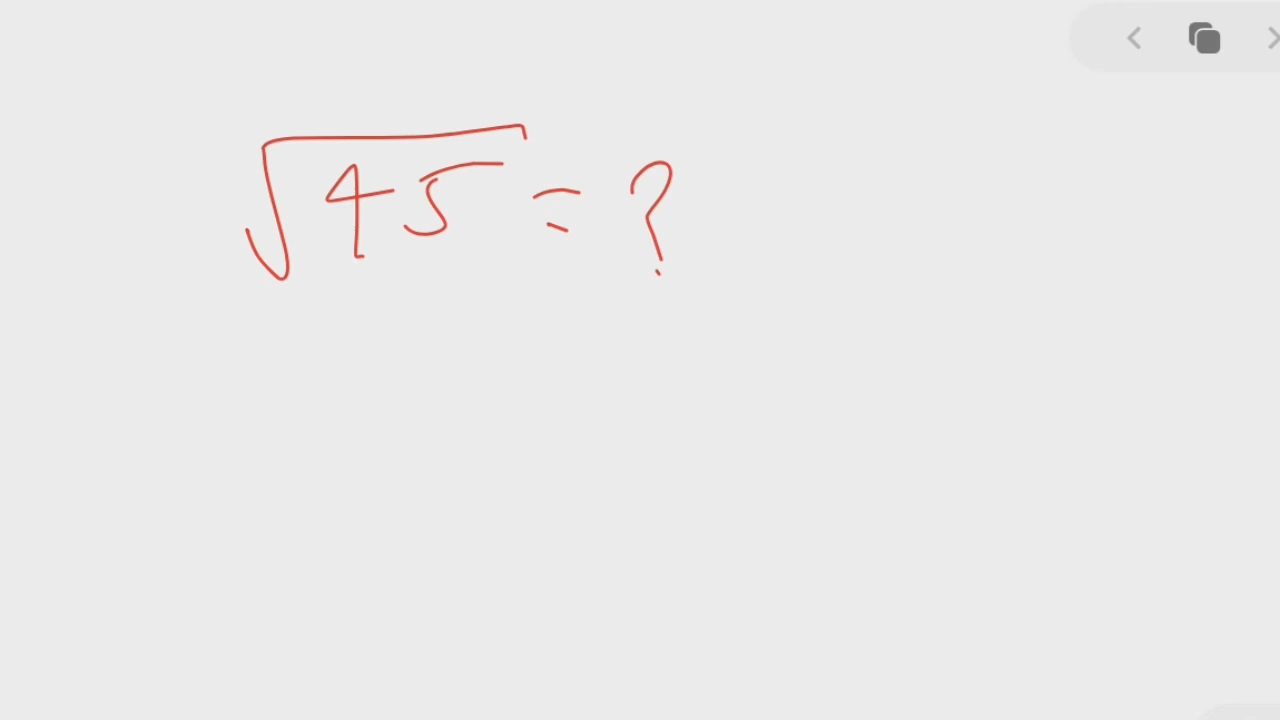 √45 = ?